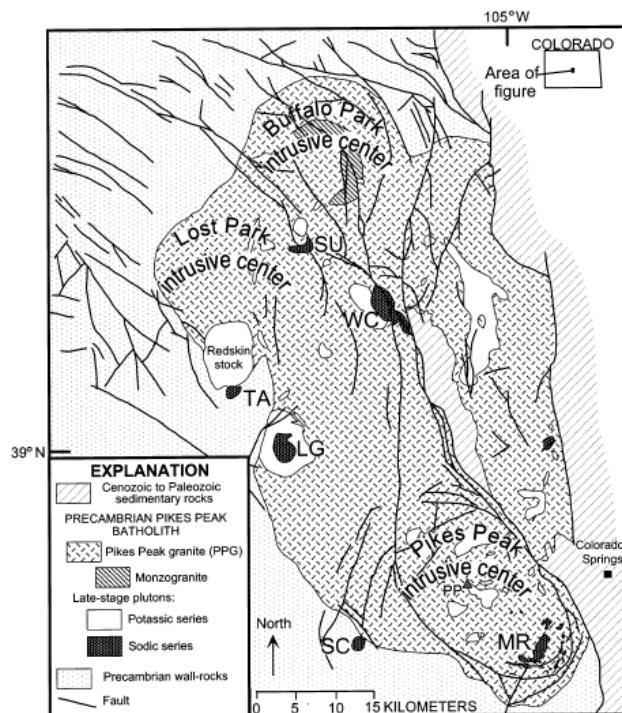 105°W
COLORADO
Area of
figure
Buffalo Park
intrusive center
Lost Park
intrusive center
SU
WC
Redskin
stock
TA
LG
39°N
EXPLANATION
Cenozoic to Paleozoic
sedimentary rocks
PRECAMBRIAN PIKES PEAK
BATHOLITH
Pikes Peak granite (PPG)
Monzogranite
Late-stage plutons:
Potassic series
Sodic series
Precambrian wall-rocks
Fault
Pikes Peak
intrusive center
PP
Colorado
Springs
MR
SC
North
0 5 10 15 KILOMETERS